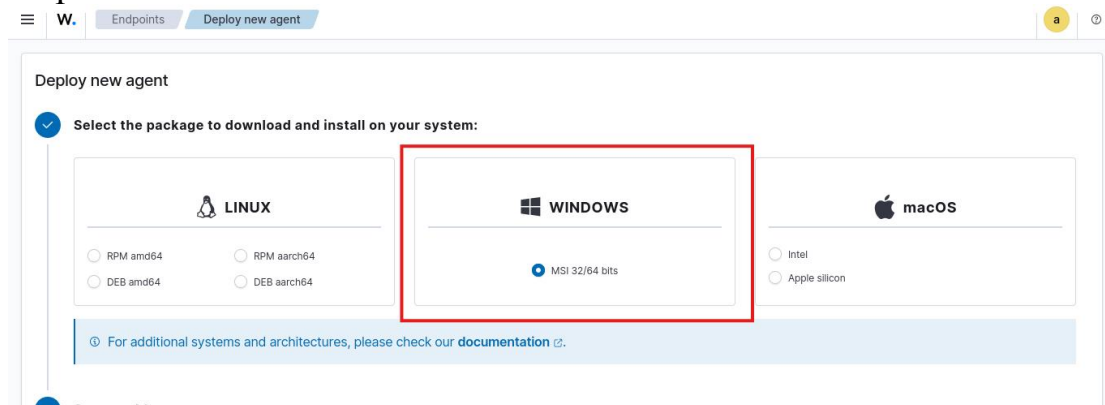 W. Endpoints Deploy new agent a
Deploy new agent
Select the package to download and install on your system:
LINUX
RPM amd64 RPM aarch64
DEB amd64 DEB aarch64
WINDOWS
MSI 32/64 bits
macOS
Intel
Apple silicon
For additional systems and architectures, please check our documentation.